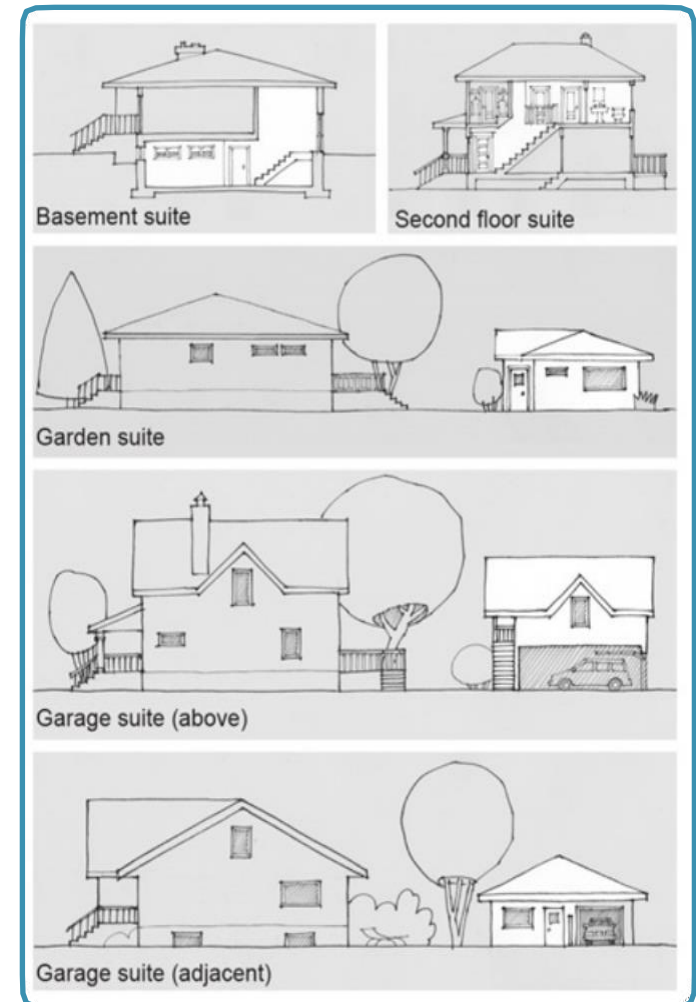 Basement suite
Second floor suite
Garden suite
Garage suite (above)
Garage suite (adjacent)